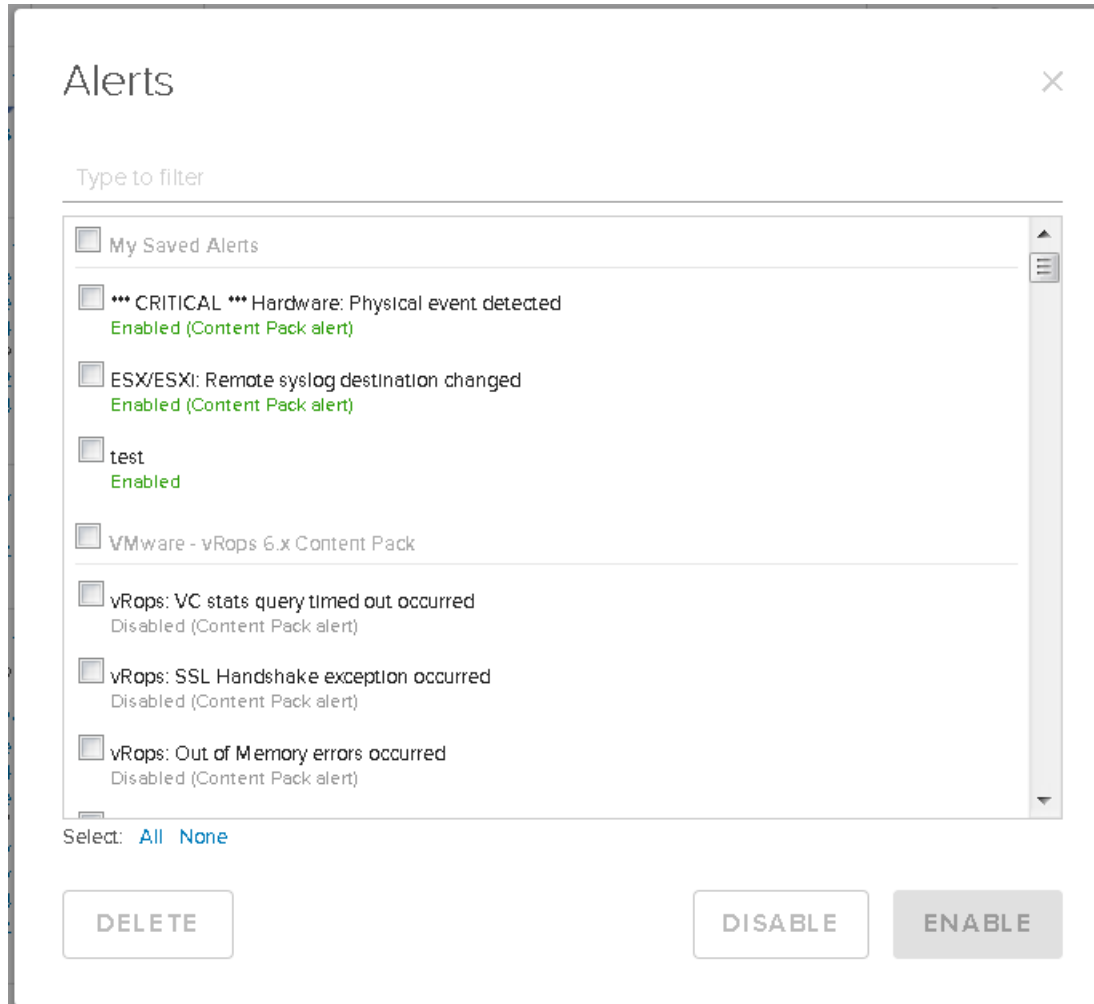 Alerts
Type to filter
My Saved Alerts
*** CRITICAL *** Hardware: Physical event detected
Enabled (Content Pack alert)
ESX/ESXi: Remote syslog destination changed
Enabled (Content Pack alert)
test
Enabled
VMware - vRops 6.x Content Pack
vRops: VC stats query timed out occurred
Disabled (Content Pack alert)
vRops: SSL Handshake exception occurred
Disabled (Content Pack alert)
vRops: Out of Memory errors occurred
Disabled (Content Pack alert)
Select: All None
DELETE DISABLE ENABLE